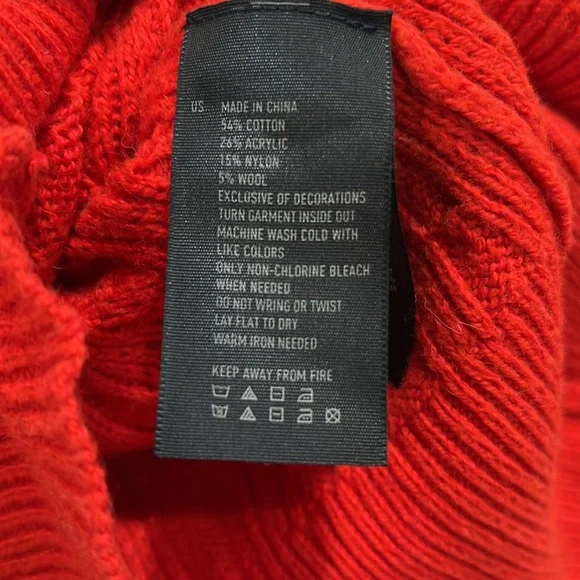 US MADE IN CHINA
54% COTTON
26% ACRYLIC
15% NYLON
5% WOOL
EXCLUSIVE OF DECORATIONS
TURN GARMENT INSIDE OUT
MACHINE WASH COLD WITH
LIKE COLORS
ONLY NON-CHLORINE BLEACH
WHEN NEEDED
DO NOT WRING OR TWIST
LAY FLAT TO DRY
WARM IRON NEEDED
KEEP AWAY FROM FIRE